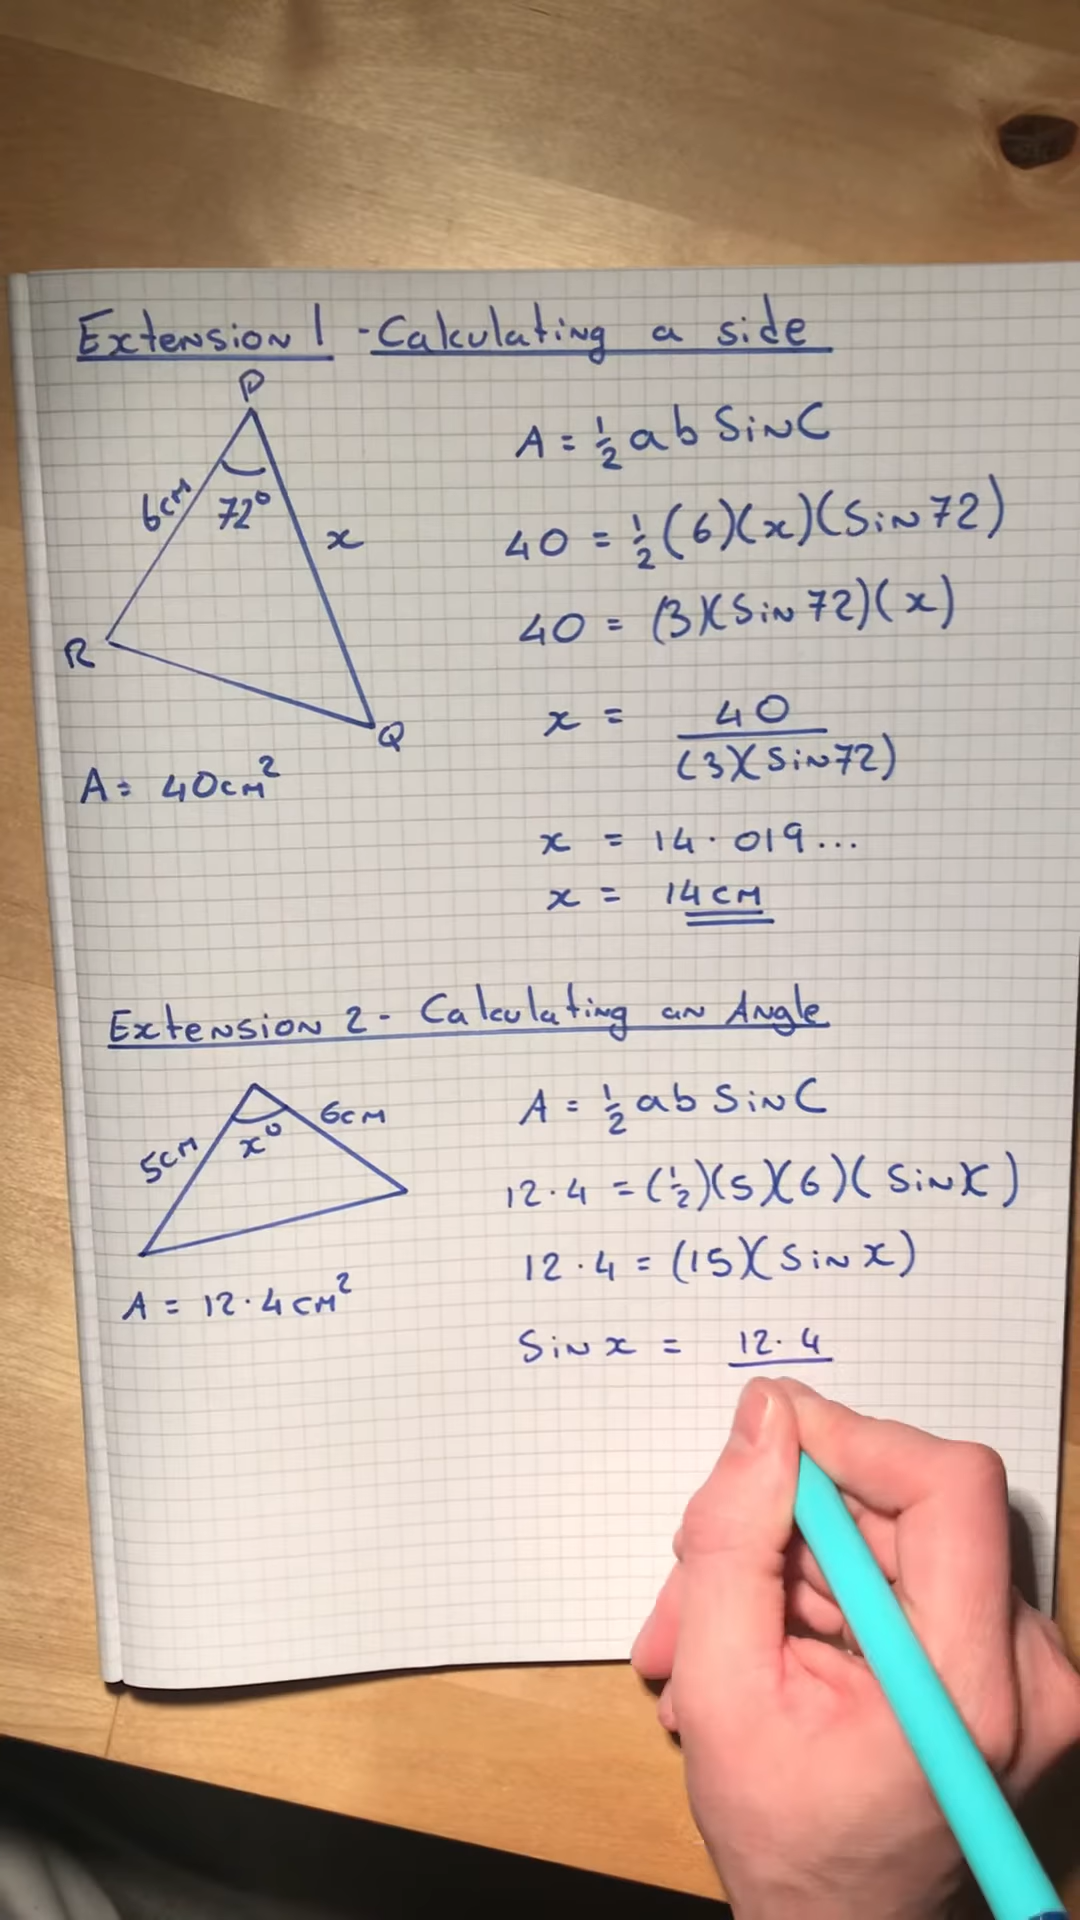 Extension 1 - Calculating a side
P
6cm
72°
x
R
Q
A = 40cm²
A = ½ab SinC
40 = ½(6)(x)(Sin72)
40 = (3)(Sin72)(x)
x = 40
(3)(Sin72)
x = 14.019...
x = 14cm
Extension 2 - Calculating an Angle
5cm
x°
6cm
A = 12.4cm²
A = ½ab SinC
12.4 = (½)(5)(6)(SinX)
12.4 = (15)(Sinx)
Sinx = 12.4